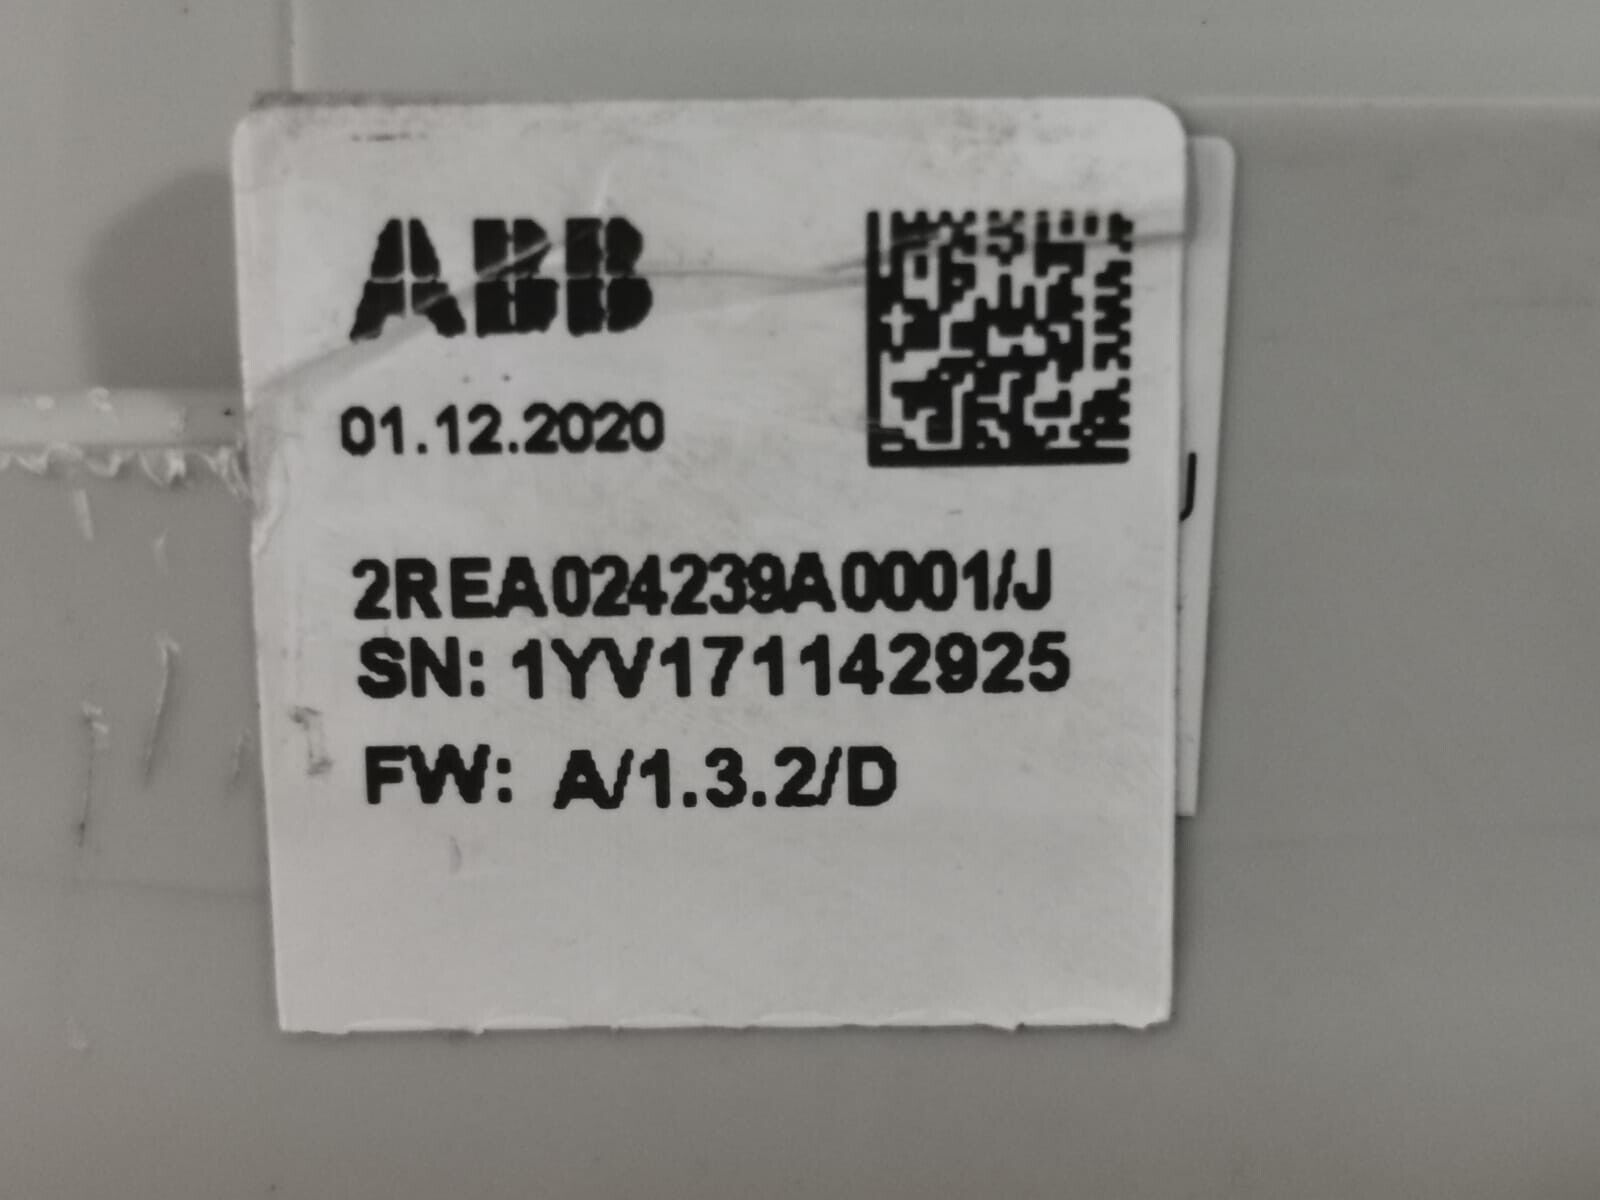 ABB
01.12.2020
2REA024239A0001/J
SN: 1YV171142925
FW: A/1.3.2/D
J